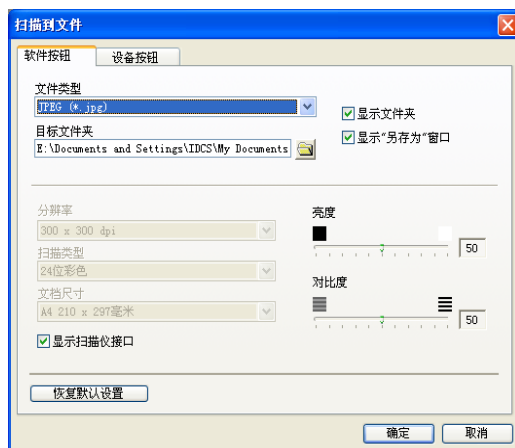 扫描到文件
软件按钮
设备按钮
文件类型
JPEG (*.jpg)
显示文件夹
目标文件夹
显示“另存为”窗口
E:\Documents and Settings\IDCS\My Documents
分辨率
亮度
300 x 300 dpi
扫描类型
50
24位彩色
文档尺寸
对比度
A4 210 x 297毫米
50
显示扫描仪接口
恢复默认设置
确定
取消